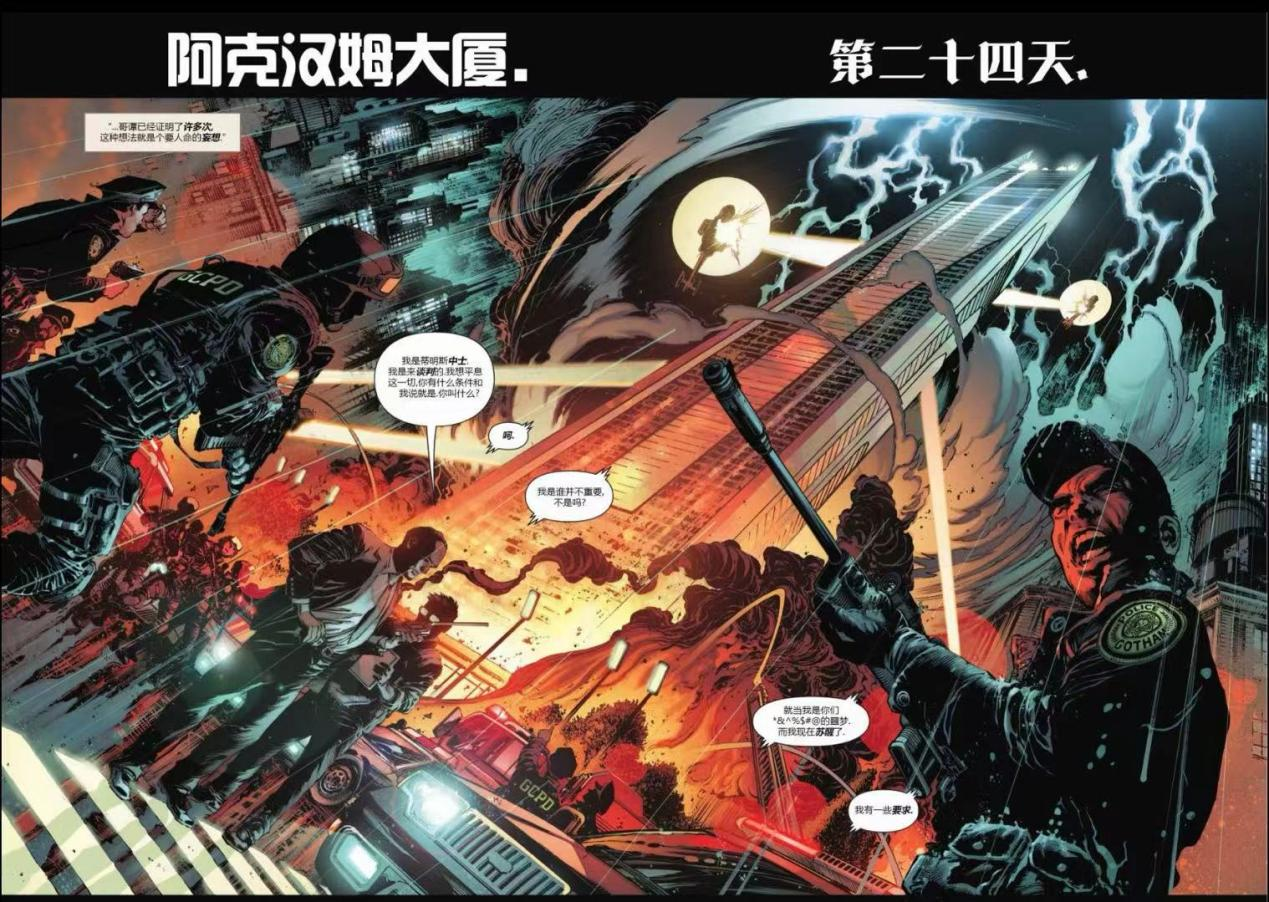 阿克汉姆大厦.
第二十四天.
“...哥谭已经证明了许多次,
这种想法就是个要人命的妄想.”
GCPD
我是蒂明斯中士.
我是来谈判的.我想平息
这一切,你有什么条件和
我说就是.你叫什么?
呵.
我是谁并不重要,
不是吗?
POLICE
GOTHAM
就当我是你们
*&^%$#@的噩梦.
而我现在苏醒了.
GCPD
我有一些要求.